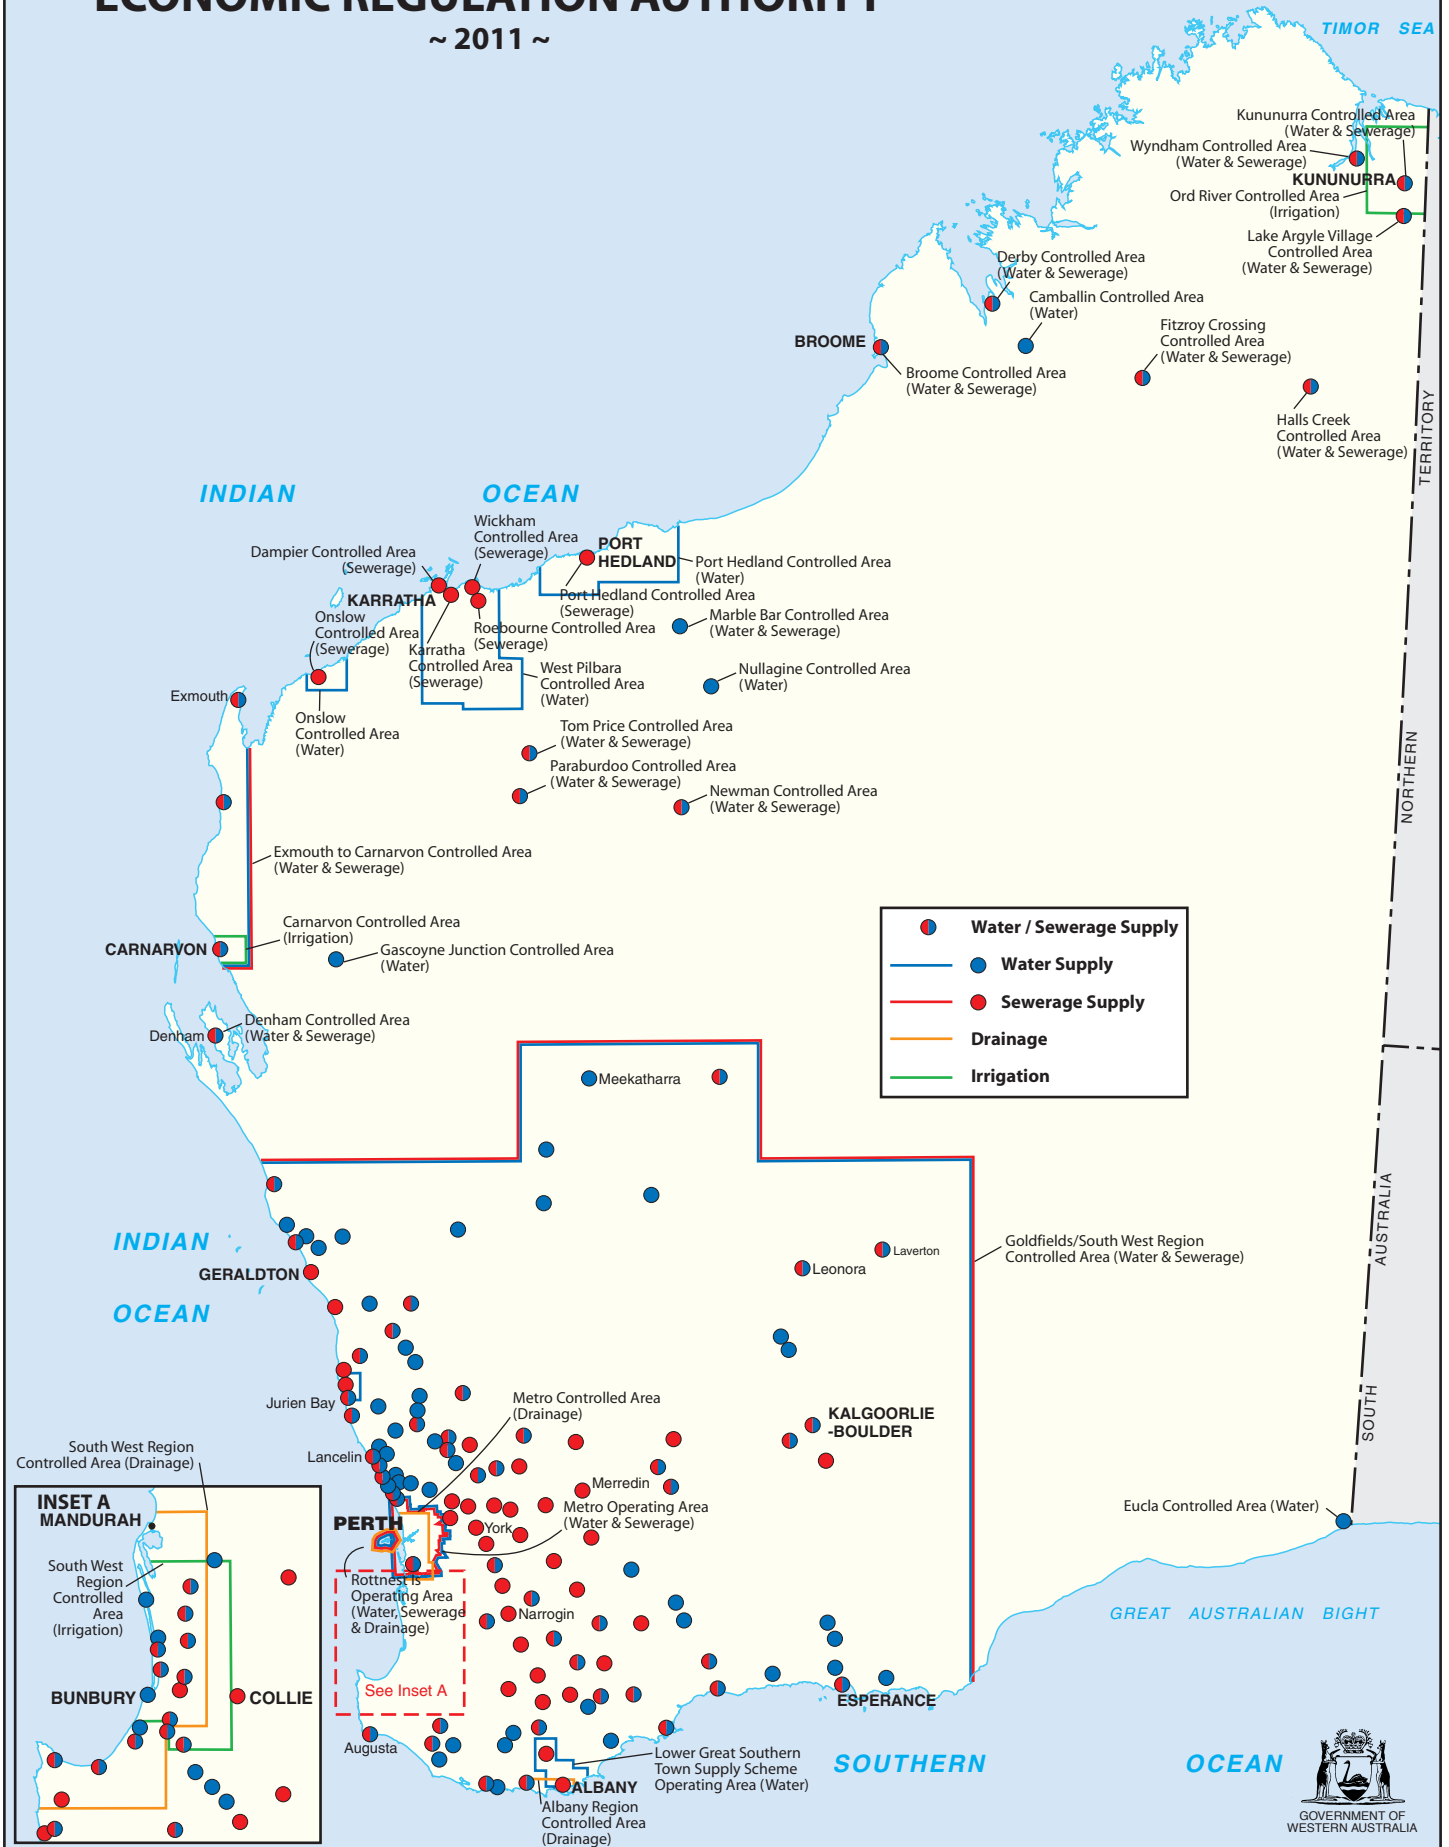 ECONOMIC REGULATION AUTHORITY
~ 2011 ~
TIMOR SEA
Kununurra Controlled Area
(Water & Sewerage)
Wyndham Controlled Area
(Water & Sewerage)
KUNUNURRA
Ord River Controlled Area
(Irrigation)
Lake Argyle Village
Controlled Area
(Water & Sewerage)
Derby Controlled Area
(Water & Sewerage)
Camballin Controlled Area
(Water)
Fitzroy Crossing
Controlled Area
(Water & Sewerage)
BROOME
Broome Controlled Area
(Water & Sewerage)
Halls Creek
Controlled Area
(Water & Sewerage)
TERRITORY
NORTHERN
INDIAN OCEAN
Wickham
Controlled Area
(Sewerage)
Dampier Controlled Area
(Sewerage)
PORT
HEDLAND
Port Hedland Controlled Area
(Water)
KARRATHA
Port Hedland Controlled Area
(Sewerage)
Onslow
Controlled Area
(Sewerage)
Roebourne Controlled Area
(Sewerage)
Marble Bar Controlled Area
(Water & Sewerage)
Karratha
Controlled Area
(Sewerage)
West Pilbara
Controlled Area
(Water)
Nullagine Controlled Area
(Water)
Exmouth
Onslow
Controlled Area
(Water)
Tom Price Controlled Area
(Water & Sewerage)
Paraburdoo Controlled Area
(Water & Sewerage)
Newman Controlled Area
(Water & Sewerage)
Exmouth to Carnarvon Controlled Area
(Water & Sewerage)
Carnarvon Controlled Area
(Irrigation)
CARNARVON
Gascoyne Junction Controlled Area
(Water)
Denham
Denham Controlled Area
(Water & Sewerage)
Water / Sewerage Supply
Water Supply
Sewerage Supply
Drainage
Irrigation
Meekatharra
INDIAN
OCEAN
GERALDTON
Laverton
Leonora
Goldfields/South West Region
Controlled Area (Water & Sewerage)
AUSTRALIA
SOUTH
Jurien Bay
Metro Controlled Area
(Drainage)
KALGOORLIE
-BOULDER
Lancelin
Merredin
Metro Operating Area
(Water & Sewerage)
PERTH
York
Eucla Controlled Area (Water)
Rottnest Is
Operating Area
(Water, Sewerage
& Drainage)
Narrogin
GREAT AUSTRALIAN BIGHT
See Inset A
ESPERANCE
Augusta
Lower Great Southern
Town Supply Scheme
Operating Area (Water)
ALBANY
Albany Region
Controlled Area
(Drainage)
SOUTHERN OCEAN
South West Region
Controlled Area (Drainage)
INSET A
MANDURAH
South West
Region
Controlled
Area
(Irrigation)
BUNBURY
COLLIE
GOVERNMENT OF
WESTERN AUSTRALIA